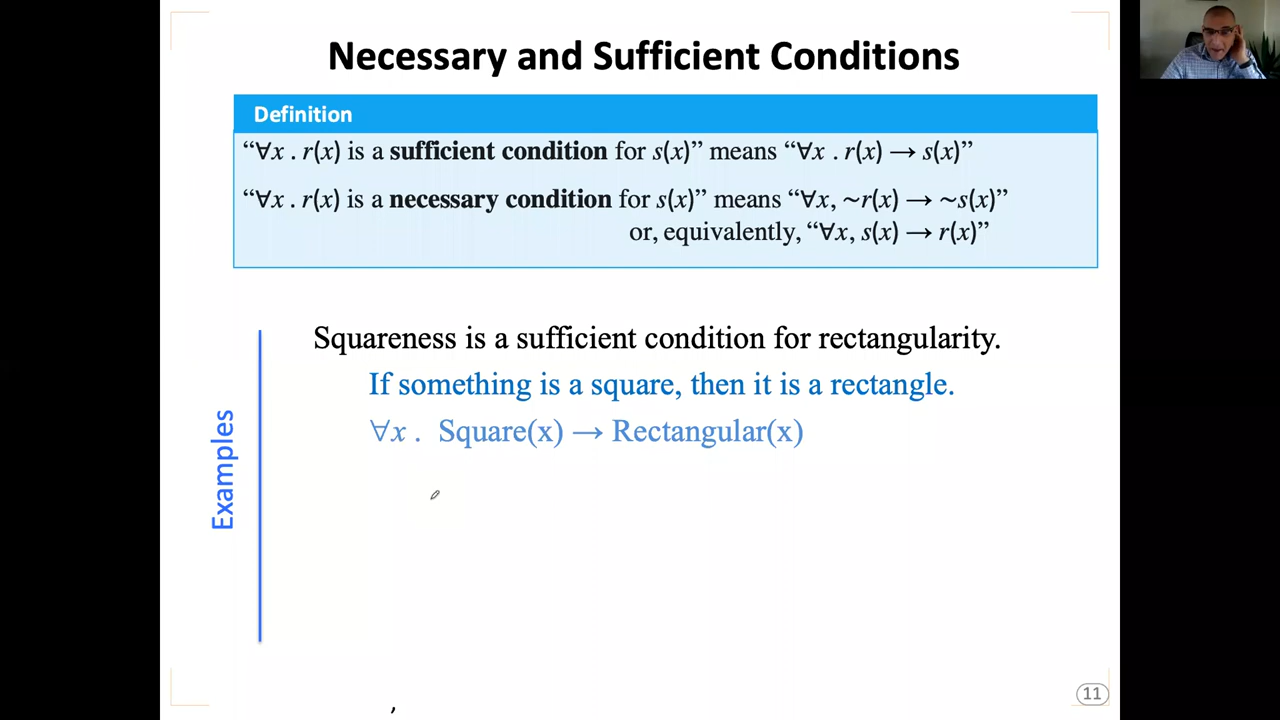 Necessary and Sufficient Conditions
Definition
“∀x . r(x) is a sufficient condition for s(x)” means “∀x . r(x) → s(x)”
“∀x . r(x) is a necessary condition for s(x)” means “∀x, ~r(x) → ~s(x)”
or, equivalently, “∀x, s(x) → r(x)”
Examples
Squareness is a sufficient condition for rectangularity.
If something is a square, then it is a rectangle.
∀x . Square(x) → Rectangular(x)
,
11